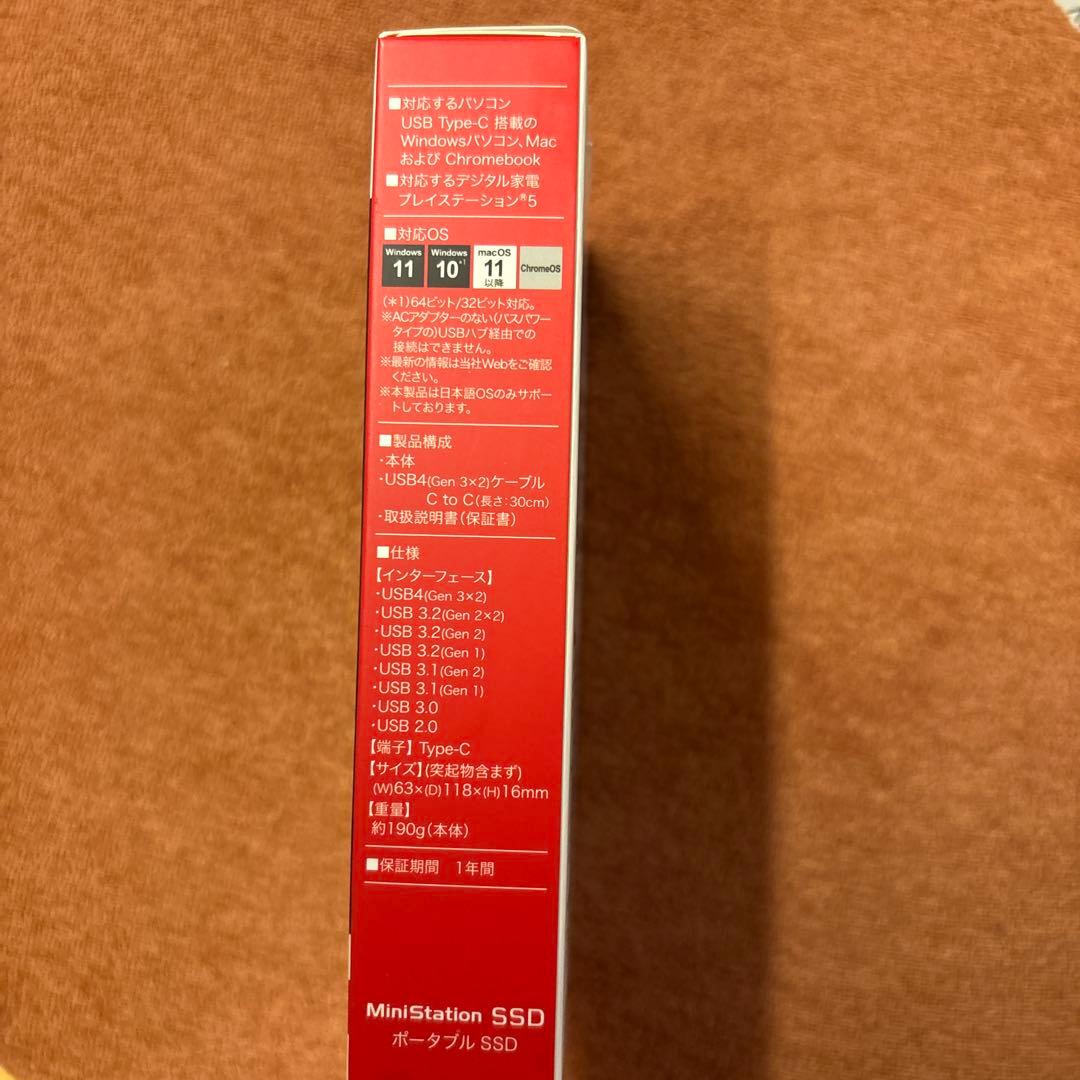 ■対応するパソコン
USB Type-C 搭載の
Windowsパソコン、Mac
および Chromebook
■対応するデジタル家電
プレイステーション®5
■対応OS
Windows 11 Windows 10*1 macOS 11 以降 ChromeOS
(*1)64ビット/32ビット対応。
※ACアダプターのない(バスパワー
タイプの)USBハブ経由での
接続はできません。
※最新の情報は当社Webをご確認
ください。
※本製品は日本語OSのみサポー
トしております。
■製品構成
・本体
・USB4(Gen 3×2)ケーブル
C to C(長さ:30cm)
・取扱説明書(保証書)
■仕様
【インターフェース】
・USB4(Gen 3×2)
・USB 3.2(Gen 2×2)
・USB 3.2(Gen 2)
・USB 3.2(Gen 1)
・USB 3.1(Gen 2)
・USB 3.1(Gen 1)
・USB 3.0
・USB 2.0
【端子】Type-C
【サイズ】(突起物含まず)
(W)63×(D)118×(H)16mm
【重量】
約190g(本体)
■保証期間 1年間
MiniStation SSD
ポータブル SSD